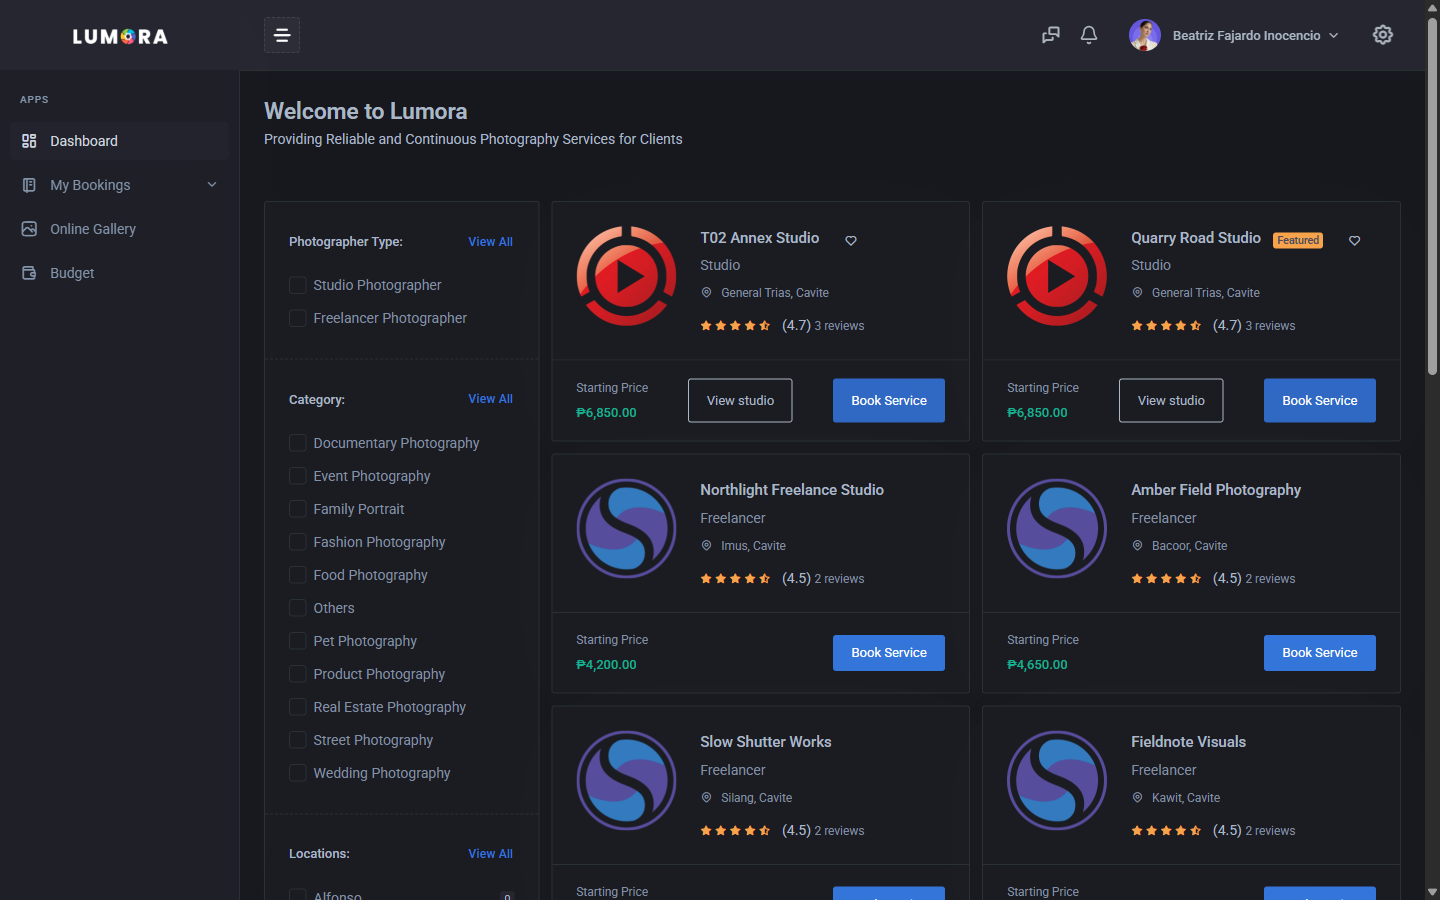 LUMORA
Beatriz Fajardo Inocencio
APPS
Dashboard
My Bookings
Online Gallery
Budget
Welcome to Lumora
Providing Reliable and Continuous Photography Services for Clients
Photographer Type:
View All
Studio Photographer
Freelancer Photographer
Category:
View All
Documentary Photography
Event Photography
Family Portrait
Fashion Photography
Food Photography
Others
Pet Photography
Product Photography
Real Estate Photography
Street Photography
Wedding Photography
Locations:
View All
Alfonso
T02 Annex Studio
Studio
General Trias, Cavite
(4.7) 3 reviews
Starting Price
₱6,850.00
View studio
Book Service
Quarry Road Studio
Featured
Studio
General Trias, Cavite
(4.7) 3 reviews
Starting Price
₱6,850.00
View studio
Book Service
Northlight Freelance Studio
Freelancer
Imus, Cavite
(4.5) 2 reviews
Starting Price
₱4,200.00
Book Service
Amber Field Photography
Freelancer
Bacoor, Cavite
(4.5) 2 reviews
Starting Price
₱4,650.00
Book Service
Slow Shutter Works
Freelancer
Silang, Cavite
(4.5) 2 reviews
Starting Price
Fieldnote Visuals
Freelancer
Kawit, Cavite
(4.5) 2 reviews
Starting Price